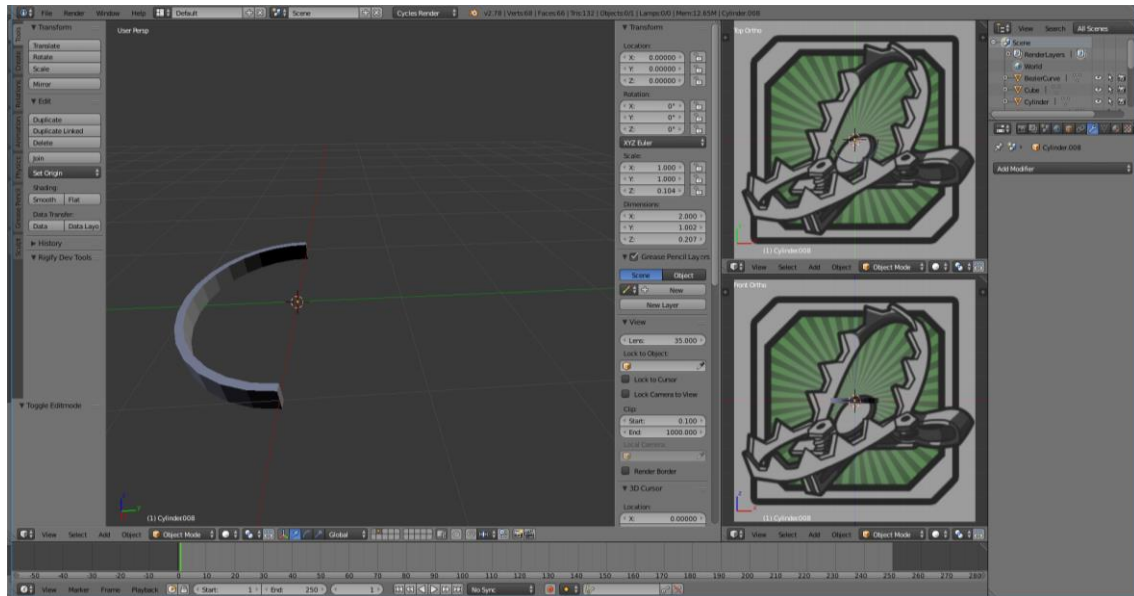 File Render Window Help Default Scene Cycles Render v2.78 | Verts:68 | Faces:66 | Tris:132 | Objects:0/1 | Lamps:0/0 | Mem:12.65M | Cylinder.008
Transform
Translate
Rotate
Scale
Mirror
Edit
Duplicate
Duplicate Linked
Delete
Join
Set Origin
Shading:
Smooth Flat
Data Transfer:
Data Data Layo
History
Rigify Dev Tools
Toggle Editmode
Tools
Create
Relations
Animation
Physics
Grease Pencil
Sculpt
User Persp
(1) Cylinder.008
Transform
Location:
X: 0.00000
Y: 0.00000
Z: 0.00000
Rotation:
X: 0°
Y: 0°
Z: 0°
XYZ Euler
Scale:
X: 1.000
Y: 1.000
Z: 0.104
Dimensions:
X: 2.000
Y: 1.002
Z: 0.207
Grease Pencil Layers
Scene Object
New
New Layer
View
Lens: 35.000
Lock to Object:
Lock to Cursor
Lock Camera to View
Clip:
Start: 0.100
End: 1000.000
Local Camera:
Render Border
3D Cursor
Location:
X: 0.00000
Top Ortho
(1) Cylinder.008
View Select Add Object Object Mode
Front Ortho
(1) Cylinder.008
View Select Add Object Object Mode
View Search All Scenes
Scene
RenderLayers
World
BezierCurve
Cube
Cylinder
Cylinder.008
Add Modifier
View Select Add Object Object Mode Global
-50 -40 -30 -20 -10 0 10 20 30 40 50 60 70 80 90 100 110 120 130 140 150 160 170 180 190 200 210 220 230 240 250 260 270 280
View Marker Frame Playback Start: 1 End: 250 1 No Sync